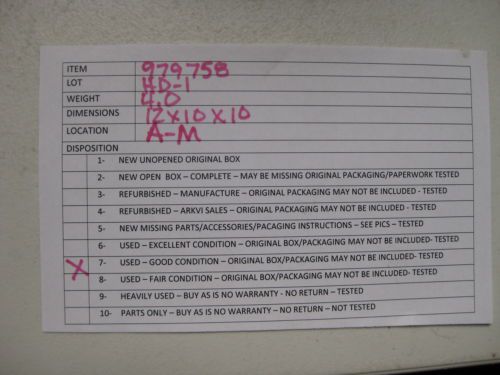 ITEM 979758
LOT HD-1
WEIGHT 4.0
DIMENSIONS 12X10X10
LOCATION A-M
DISPOSITION
1- NEW UNOPENED ORIGINAL BOX
2- NEW OPEN BOX – COMPLETE – MAY BE MISSING ORIGINAL PACKAGING/PAPERWORK TESTED
3- REFURBISHED – MANUFACTURE – ORIGINAL PACKAGING MAY NOT BE INCLUDED - TESTED
4- REFURBISHED – ARKVI SALES – ORIGINAL PACKAGING MAY NOT BE INCLUDED - TESTED
5- NEW MISSING PARTS/ACCESSORIES/PACAGING INSTRUCTIONS – SEE PICS – TESTED
6- USED – EXCELLENT CONDITION – ORIGINAL BOX/PACKAGING MAY NOT BE INCLUDED- TESTED
X 7- USED – GOOD CONDITION – ORIGINAL BOX/PACKAGING MAY NOT BE INCLUDED- TESTED
8- USED – FAIR CONDITION – ORIGINAL BOX/PACKAGING MAY NOT BE INCLUDED- TESTED
9- HEAVILY USED – BUY AS IS NO WARRANTY - NO RETURN – TESTED
10- PARTS ONLY – BUY AS IS NO WARRANTY – NO RETURN – NOT TESTED